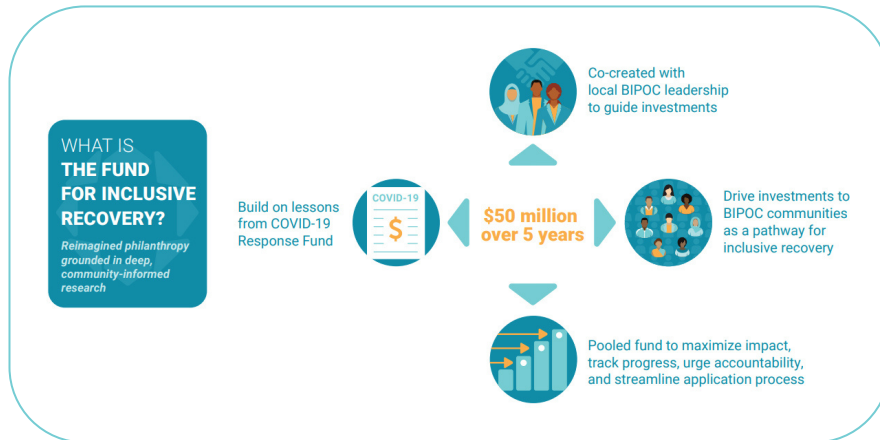 WHAT IS
THE FUND
FOR INCLUSIVE
RECOVERY?
Reimagined philanthropy
grounded in deep,
community-informed
research
Build on lessons
from COVID-19
Response Fund
COVID-19
$
$50 million
over 5 years
Co-created with
local BIPOC leadership
to guide investments
Drive investments to
BIPOC communities
as a pathway for
inclusive recovery
Pooled fund to maximize impact,
track progress, urge accountability,
and streamline application process